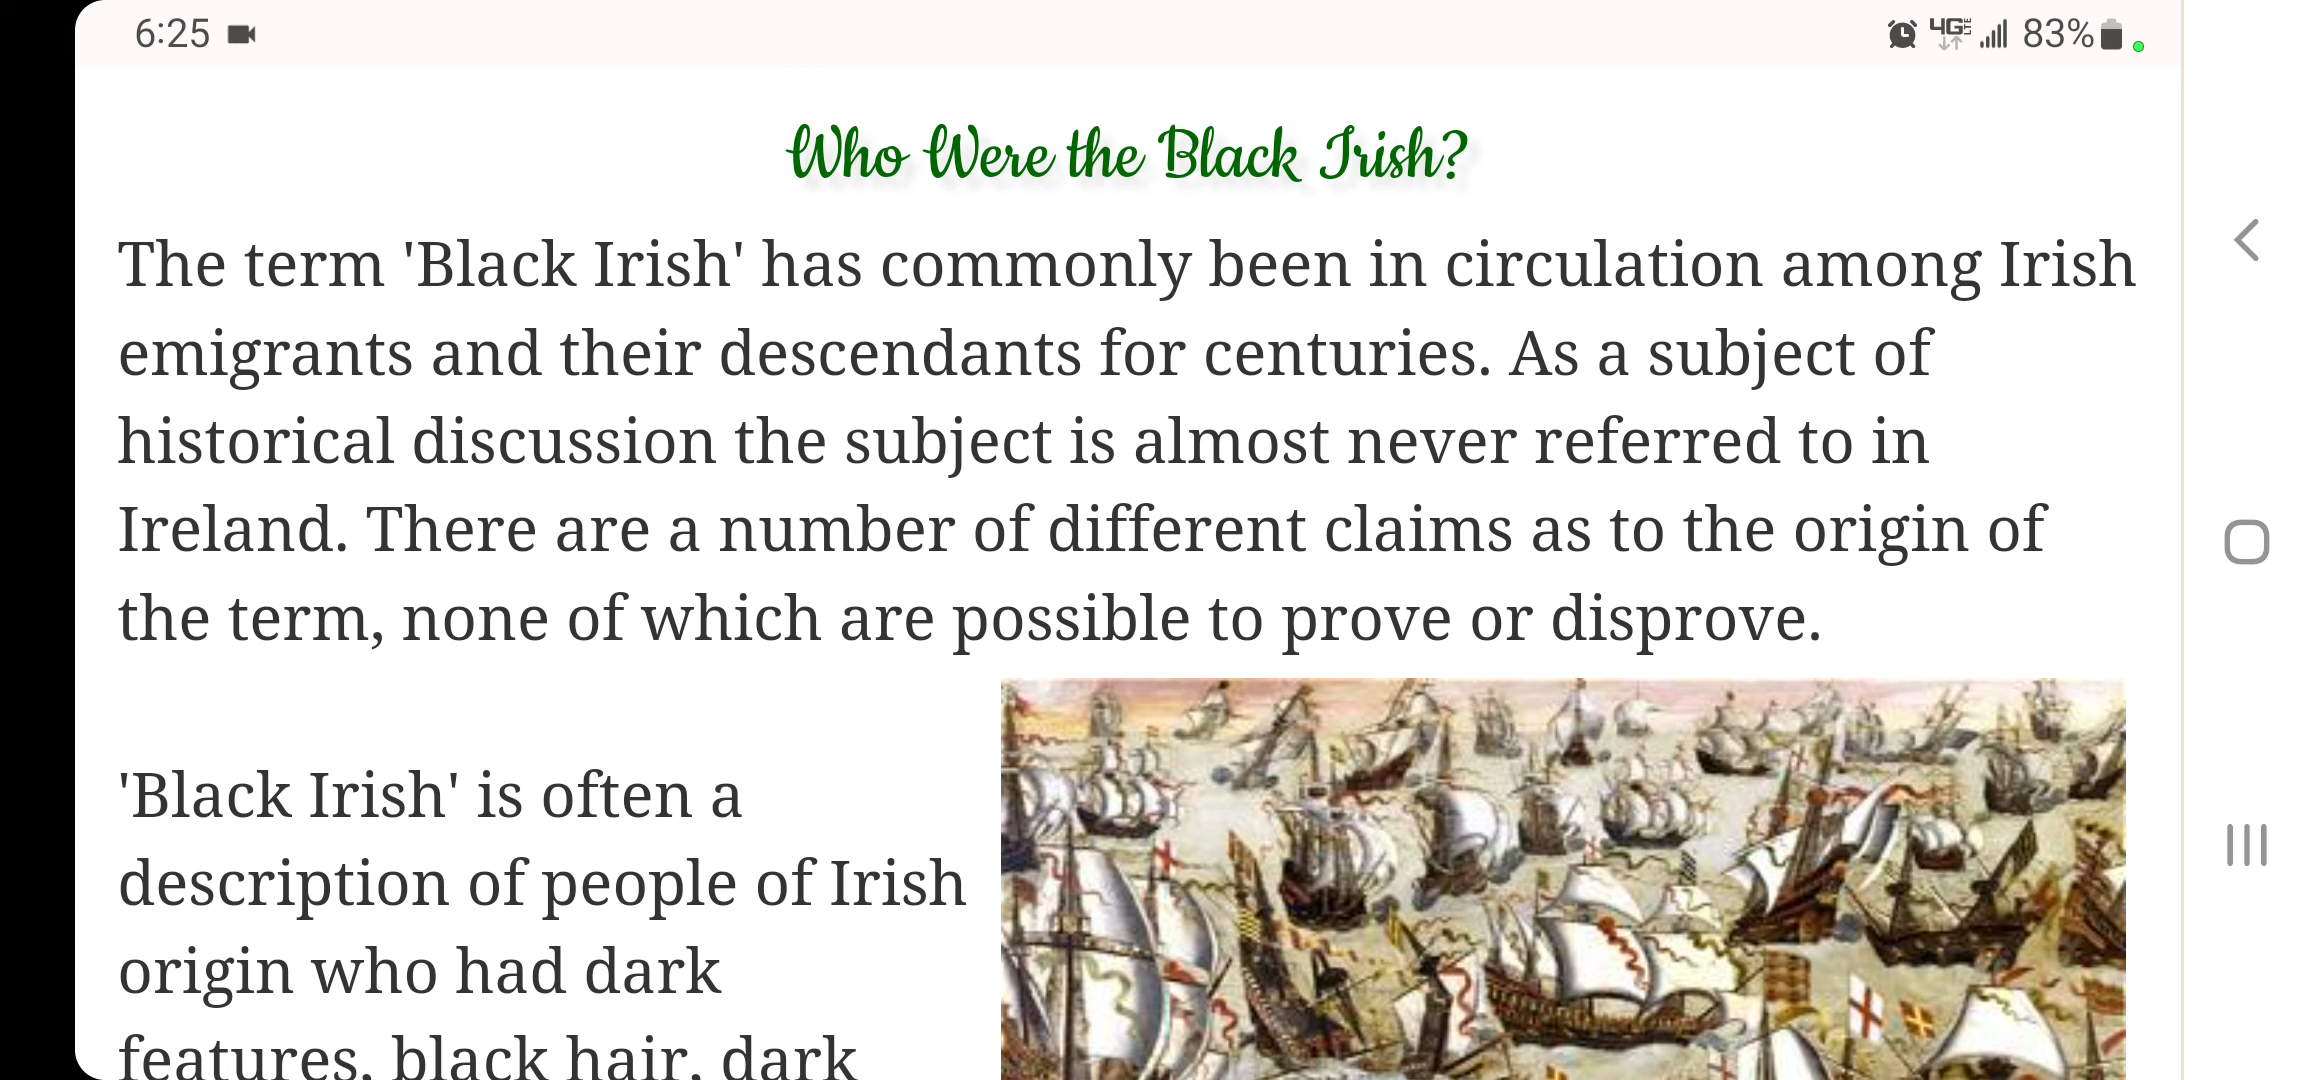 6:25
4G LTE 83%
Who Were the Black Irish?
The term 'Black Irish' has commonly been in circulation among Irish
emigrants and their descendants for centuries. As a subject of
historical discussion the subject is almost never referred to in
Ireland. There are a number of different claims as to the origin of
the term, none of which are possible to prove or disprove.
'Black Irish' is often a
description of people of Irish
origin who had dark
features, black hair, dark